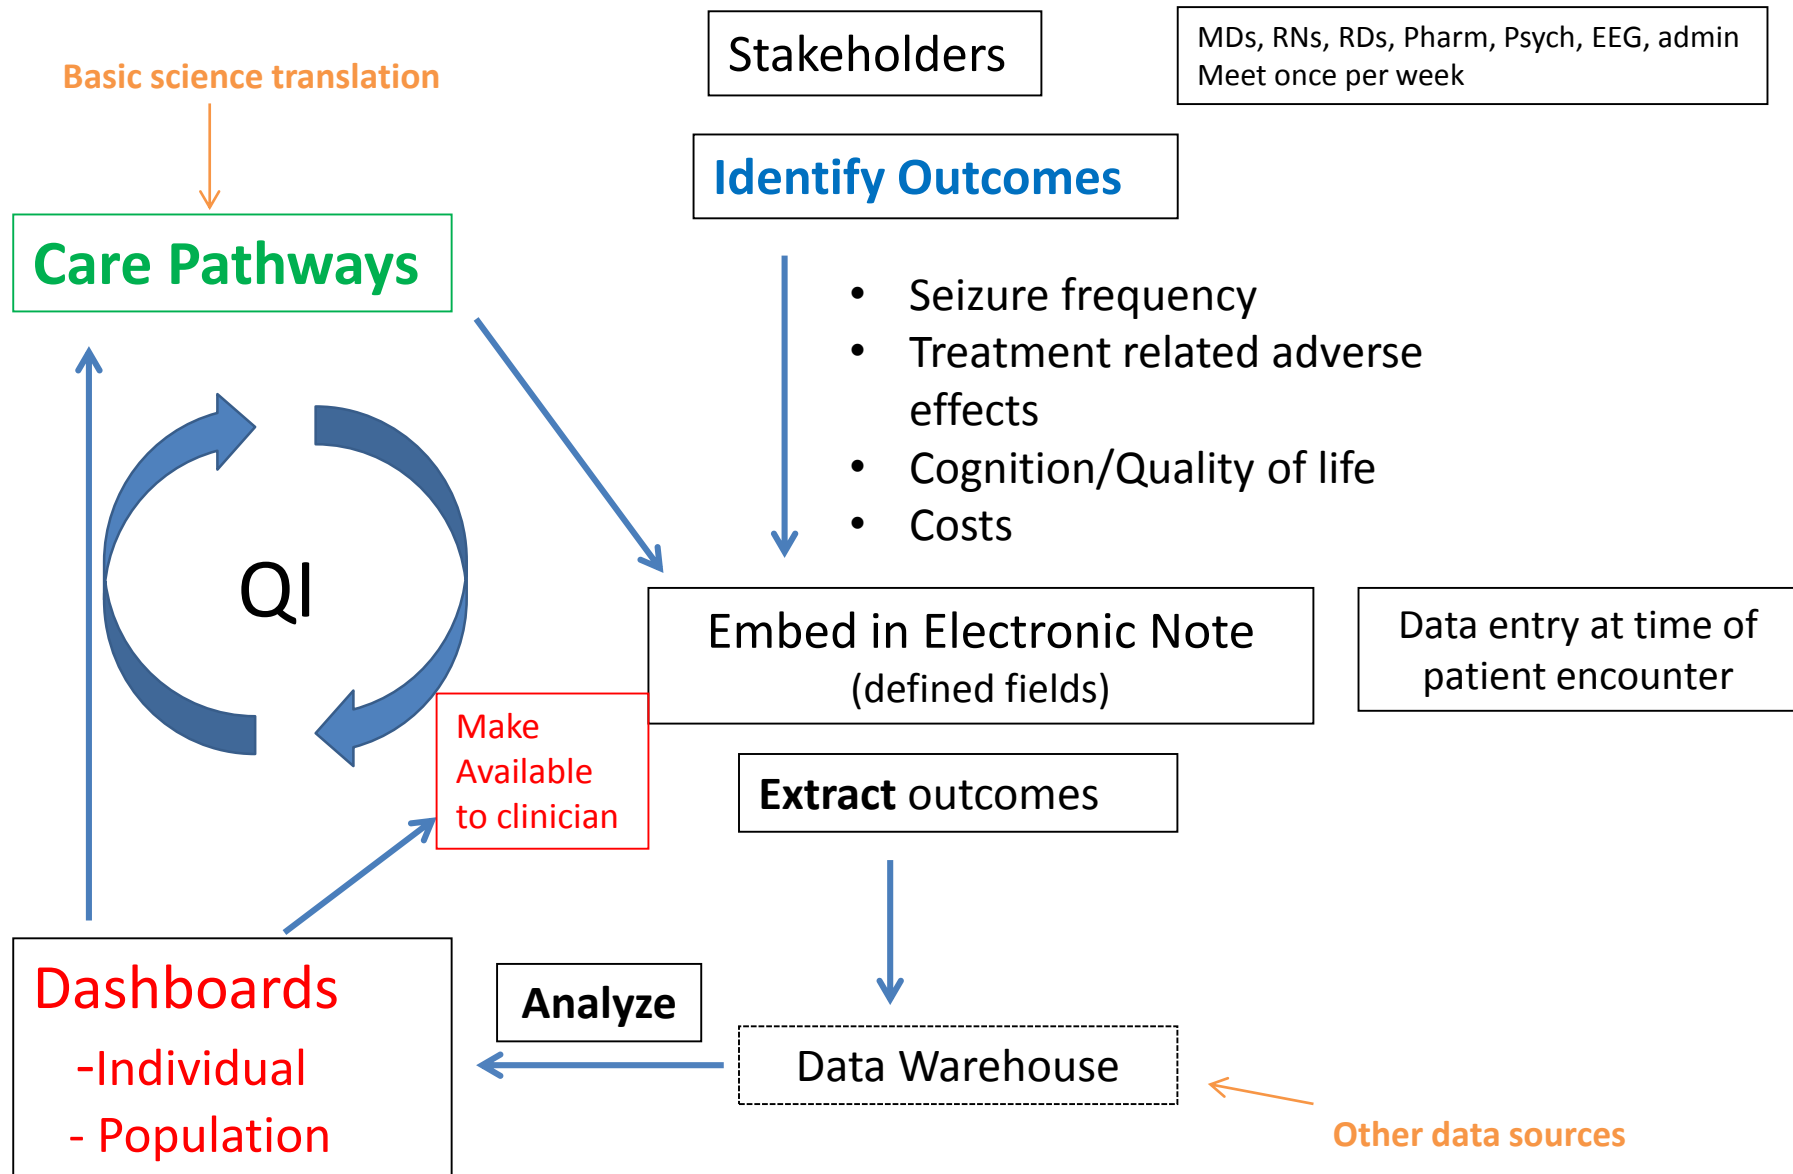 Stakeholders
MDs, RNs, RDs, Pharm, Psych, EEG, admin
Meet once per week
Basic science translation
Identify Outcomes
Care Pathways
• Seizure frequency
• Treatment related adverse
effects
• Cognition/Quality of life
• Costs
QI
Embed in Electronic Note
(defined fields)
Data entry at time of
patient encounter
Make
Available
to clinician
Extract outcomes
Dashboards
-Individual
- Population
Analyze
Data Warehouse
Other data sources